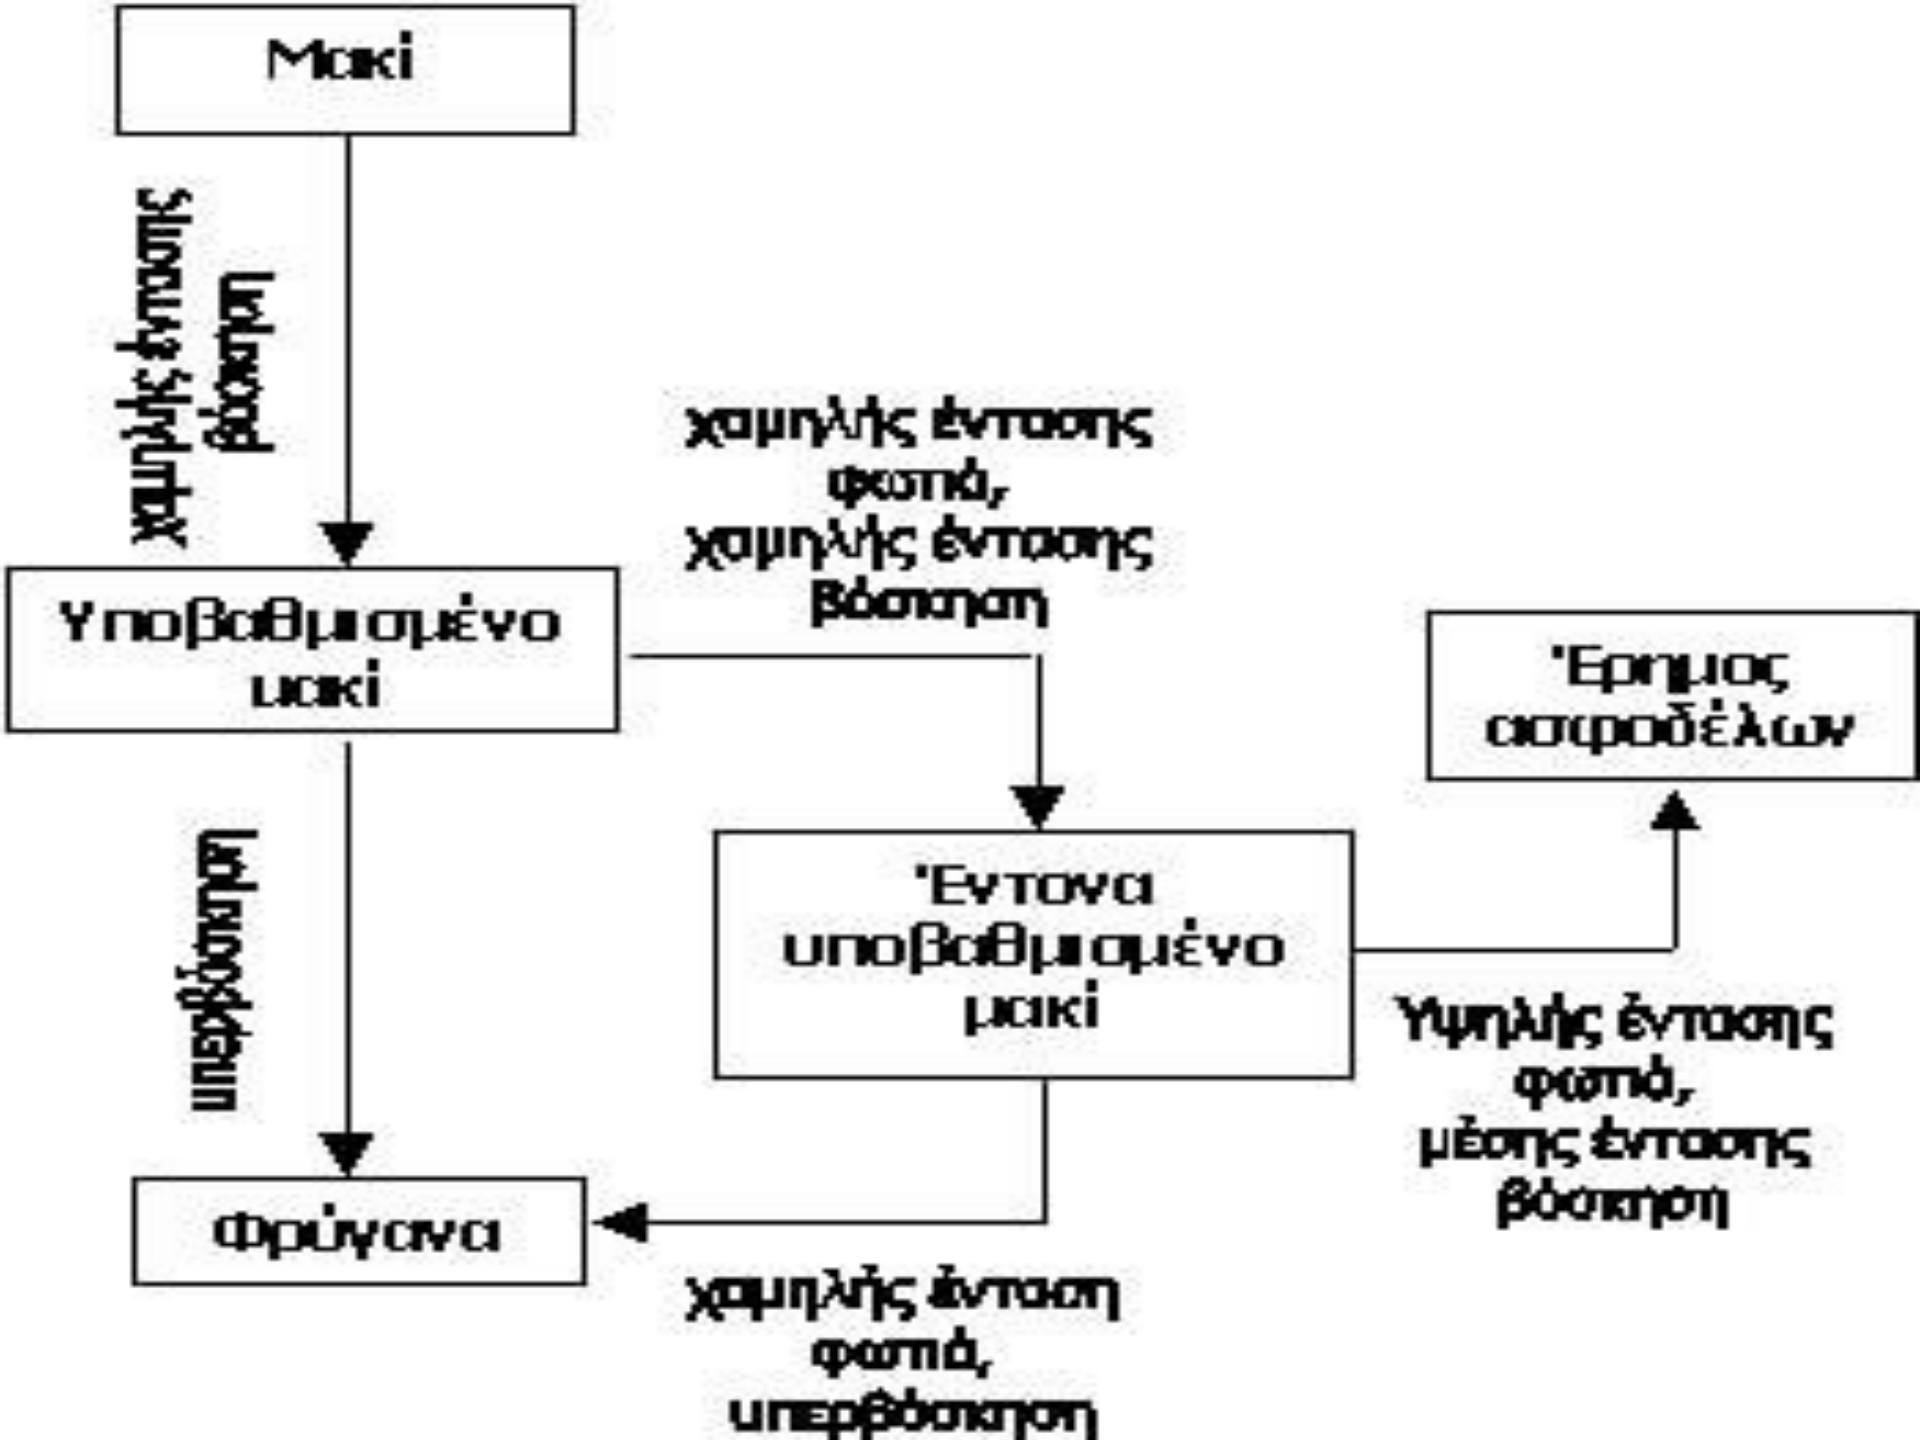 Μακί
χαμηλής έντασης
βόσκηση
χαμηλής έντασης
φωτιά,
χαμηλής έντασης
βόσκηση
Υποβαθμισμένο
μακί
Έρημος
ασφοδέλων
υπερβόσκηση
Έντονα
υποβαθμισμένο
μακί
Υψηλής έντασης
φωτιά,
μέσης έντασης
βόσκηση
Φρύγανα
χαμηλής ένταση
φωτιά,
υπερβόσκηση